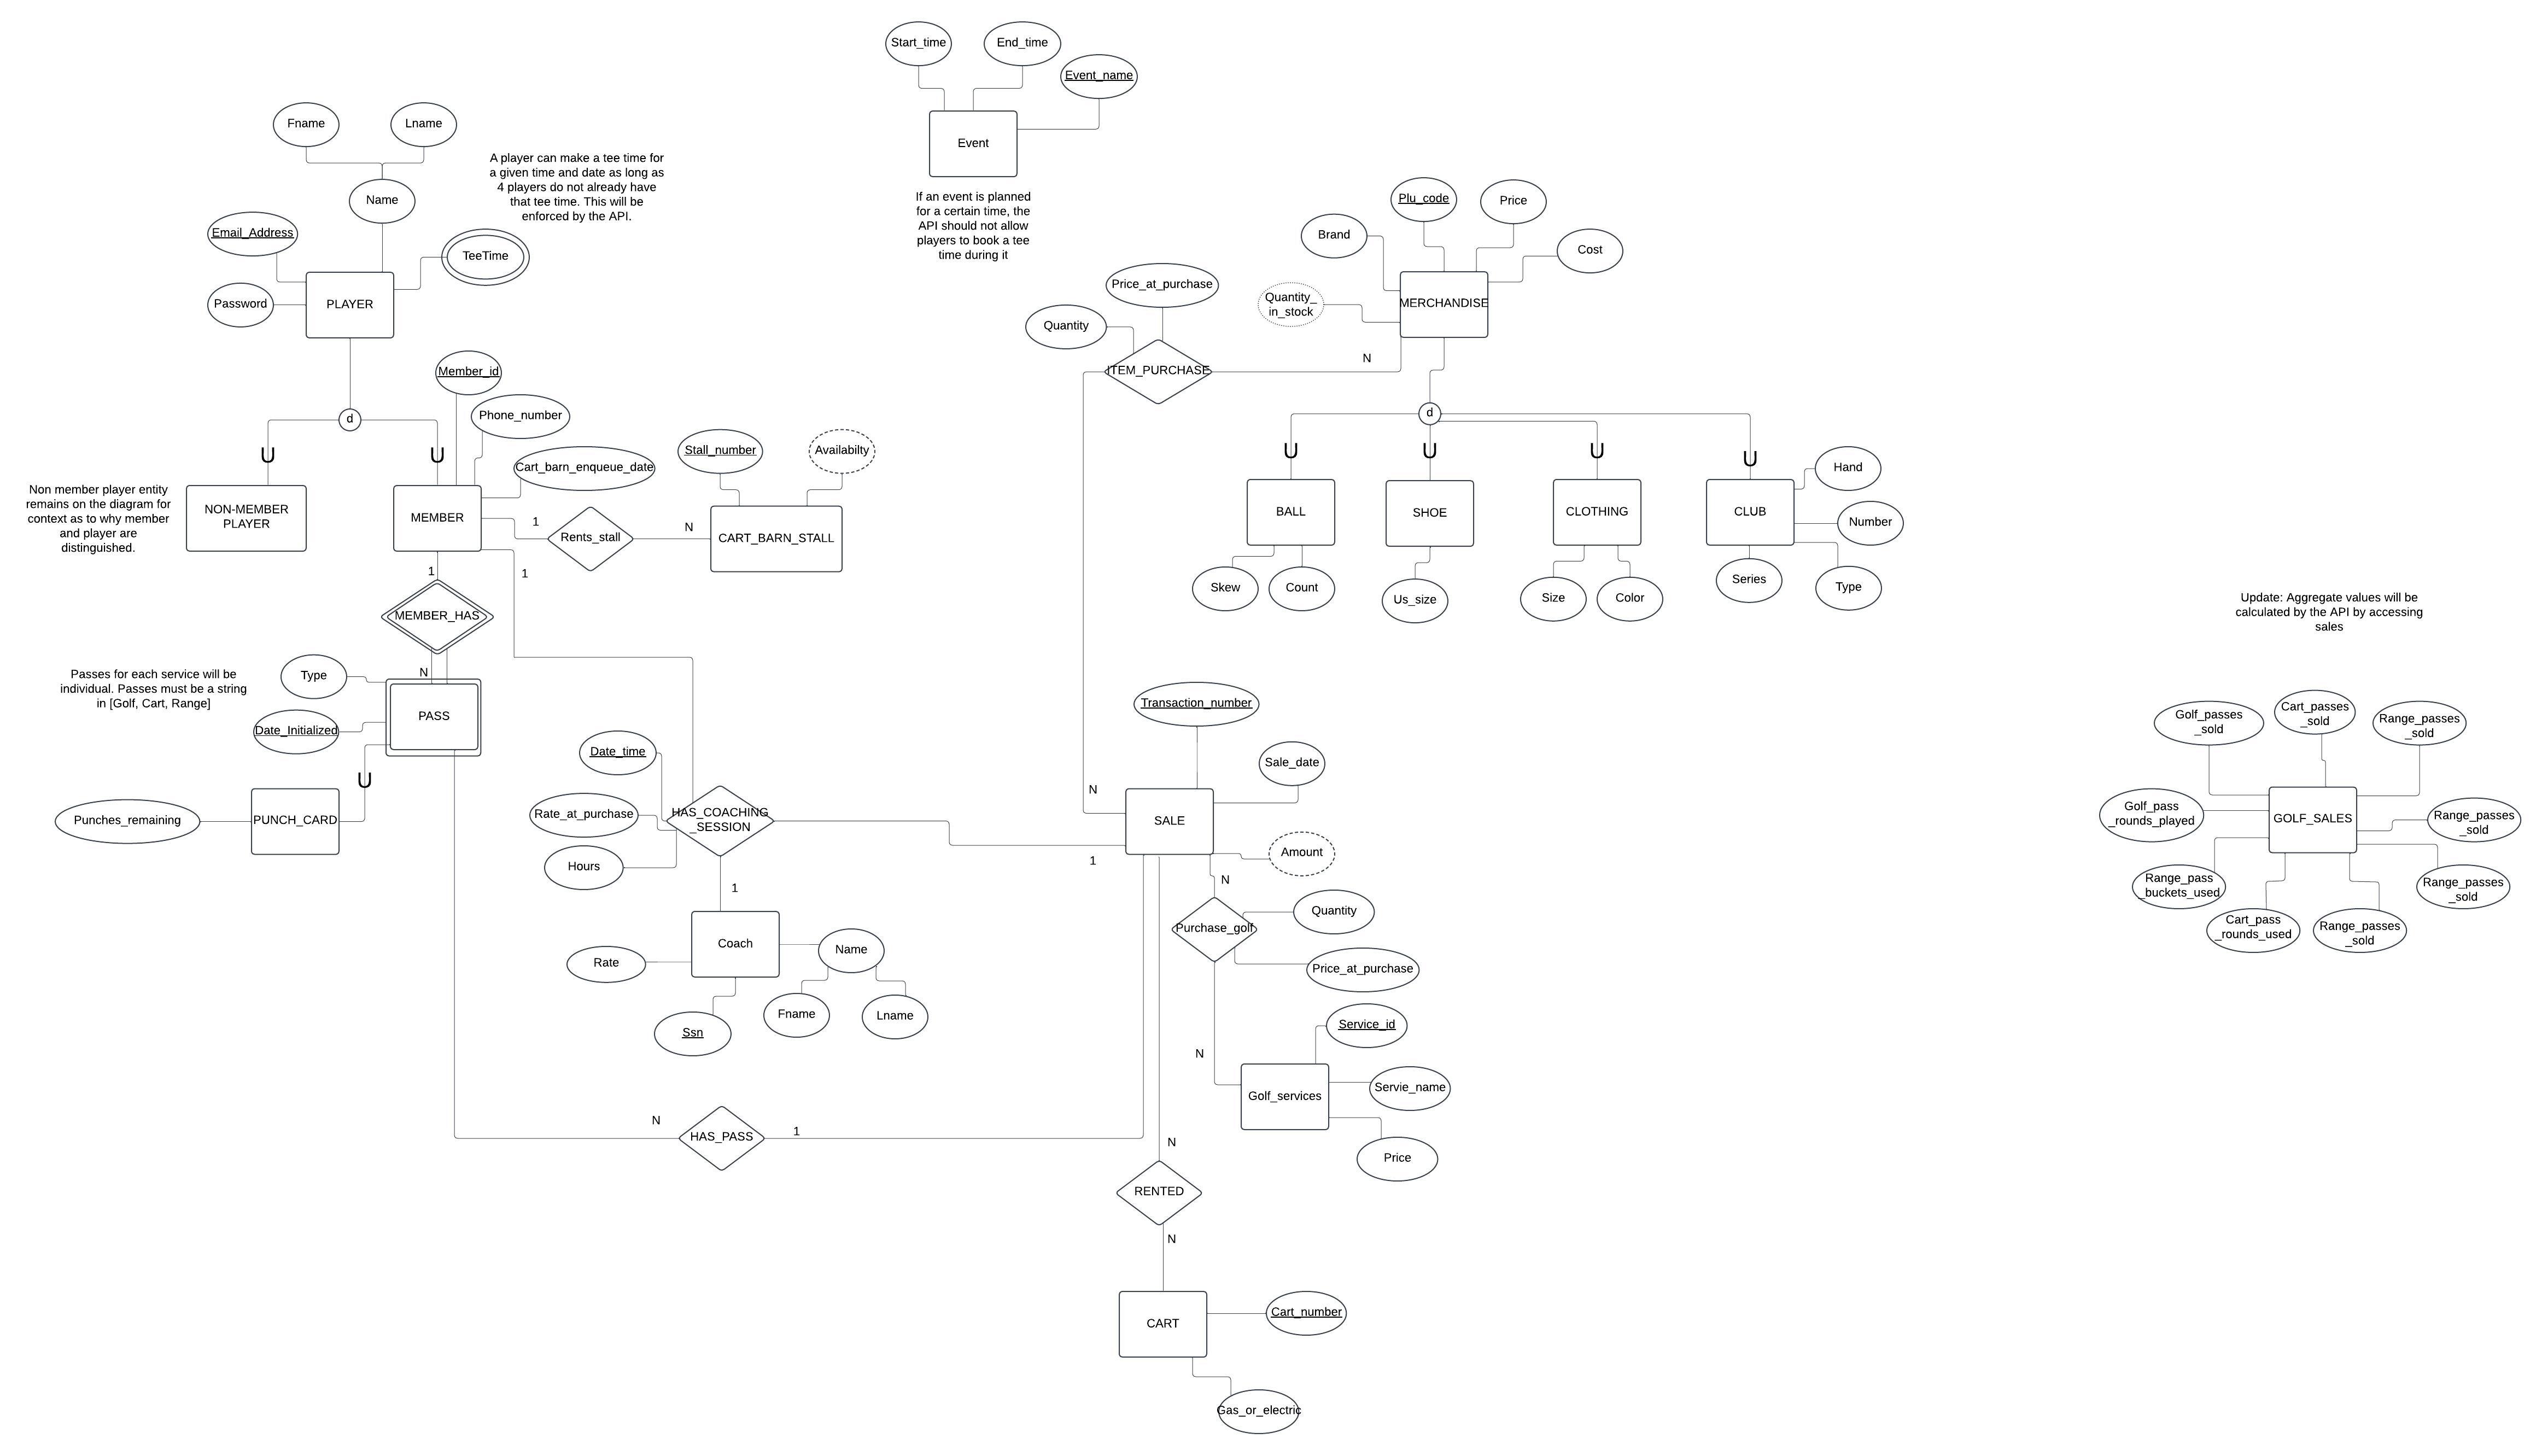 Start_time
End_time
Event_name
Event
If an event is planned
for a certain time, the
API should not allow
players to book a tee
time during it
Fname
Lname
Name
A player can make a tee time for
a given time and date as long as
4 players do not already have
that tee time. This will be
enforced by the API.
Email_Address
TeeTime
Password
PLAYER
d
U
U
Member_id
Phone_number
Cart_barn_enqueue_date
Non member player entity
remains on the diagram for
context as to why member
and player are
distinguished.
NON-MEMBER
PLAYER
MEMBER
1
Rents_stall
N
Stall_number
Availabilty
CART_BARN_STALL
1
1
MEMBER_HAS
N
Passes for each service will be
individual. Passes must be a string
in [Golf, Cart, Range]
Type
Date_Initialized
PASS
U
Punches_remaining
PUNCH_CARD
Date_time
Rate_at_purchase
Hours
HAS_COACHING
_SESSION
1
Coach
Rate
Name
Ssn
Fname
Lname
N
HAS_PASS
1
Plu_code
Price
Brand
Cost
Quantity_
in_stock
MERCHANDISE
Price_at_purchase
Quantity
ITEM_PURCHASE
N
d
U
U
U
U
BALL
SHOE
CLOTHING
CLUB
Hand
Number
Skew
Count
Us_size
Size
Color
Series
Type
Transaction_number
Sale_date
N
SALE
1
Amount
N
Quantity
Purchase_golf
Price_at_purchase
N
Service_id
Golf_services
Servie_name
Price
N
RENTED
N
CART
Cart_number
Gas_or_electric
Update: Aggregate values will be
calculated by the API by accessing
sales
Golf_passes
_sold
Cart_passes
_sold
Range_passes
_sold
Golf_pass
_rounds_played
GOLF_SALES
Range_passes
_sold
Range_pass
_buckets_used
Range_passes
_sold
Cart_pass
_rounds_used
Range_passes
_sold